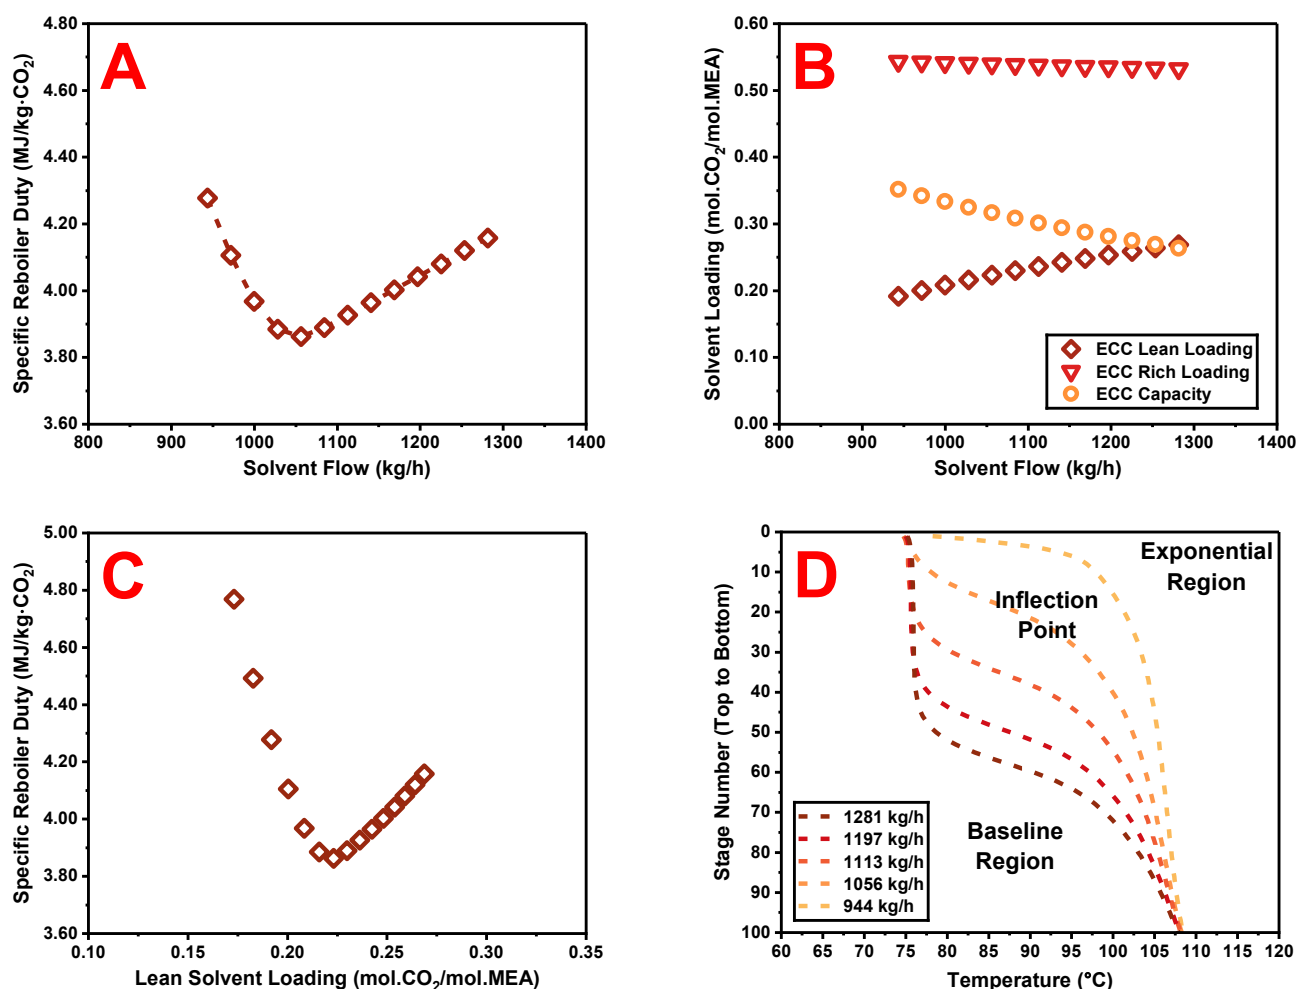 A
Specific Reboiler Duty (MJ/kg·CO₂)
4.80
4.60
4.40
4.20
4.00
3.80
3.60
800 900 1000 1100 1200 1300 1400
Solvent Flow (kg/h)
B
Solvent Loading (mol.CO₂/mol.MEA)
0.60
0.50
0.40
0.30
0.20
0.10
0.00
ECC Lean Loading
ECC Rich Loading
ECC Capacity
800 900 1000 1100 1200 1300 1400
Solvent Flow (kg/h)
C
Specific Reboiler Duty (MJ/kg·CO₂)
5.00
4.80
4.60
4.40
4.20
4.00
3.80
3.60
0.10 0.15 0.20 0.25 0.30 0.35
Lean Solvent Loading (mol.CO₂/mol.MEA)
D
Stage Number (Top to Bottom)
0
10
20
30
40
50
60
70
80
90
100
Exponential
Region
Inflection
Point
Baseline
Region
1281 kg/h
1197 kg/h
1113 kg/h
1056 kg/h
944 kg/h
60 65 70 75 80 85 90 95 100 105 110 115 120
Temperature (°C)